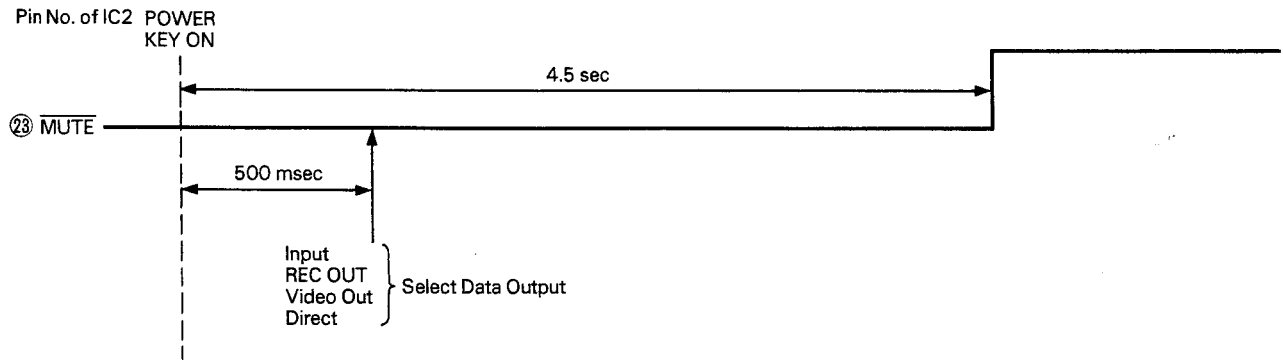 Pin No. of IC2
POWER
KEY ON
4.5 sec
㉓ M̅U̅T̅E̅
500 msec
Input
REC OUT
Video Out
Direct
Select Data Output